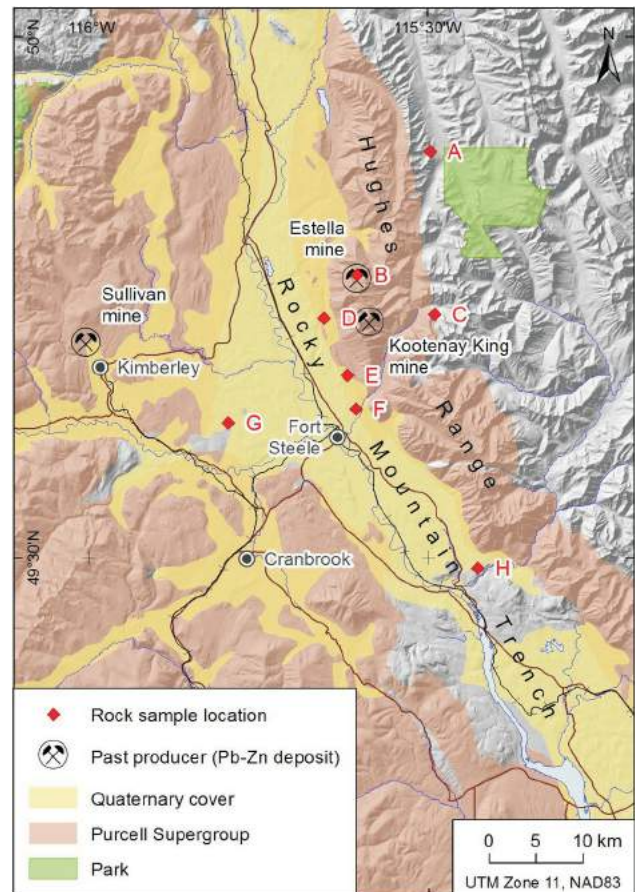 50°N
116°W
115°30'W
N
A
Hughes
Estella
mine
B
Rocky
Sullivan
mine
D
C
Kootenay King
mine
Kimberley
E
F
Range
G
Fort
Steele
Mountain
49°30'N
Cranbrook
H
Trench
Rock sample location
Past producer (Pb-Zn deposit)
Quaternary cover
Purcell Supergroup
Park
0 5 10 km
UTM Zone 11, NAD83